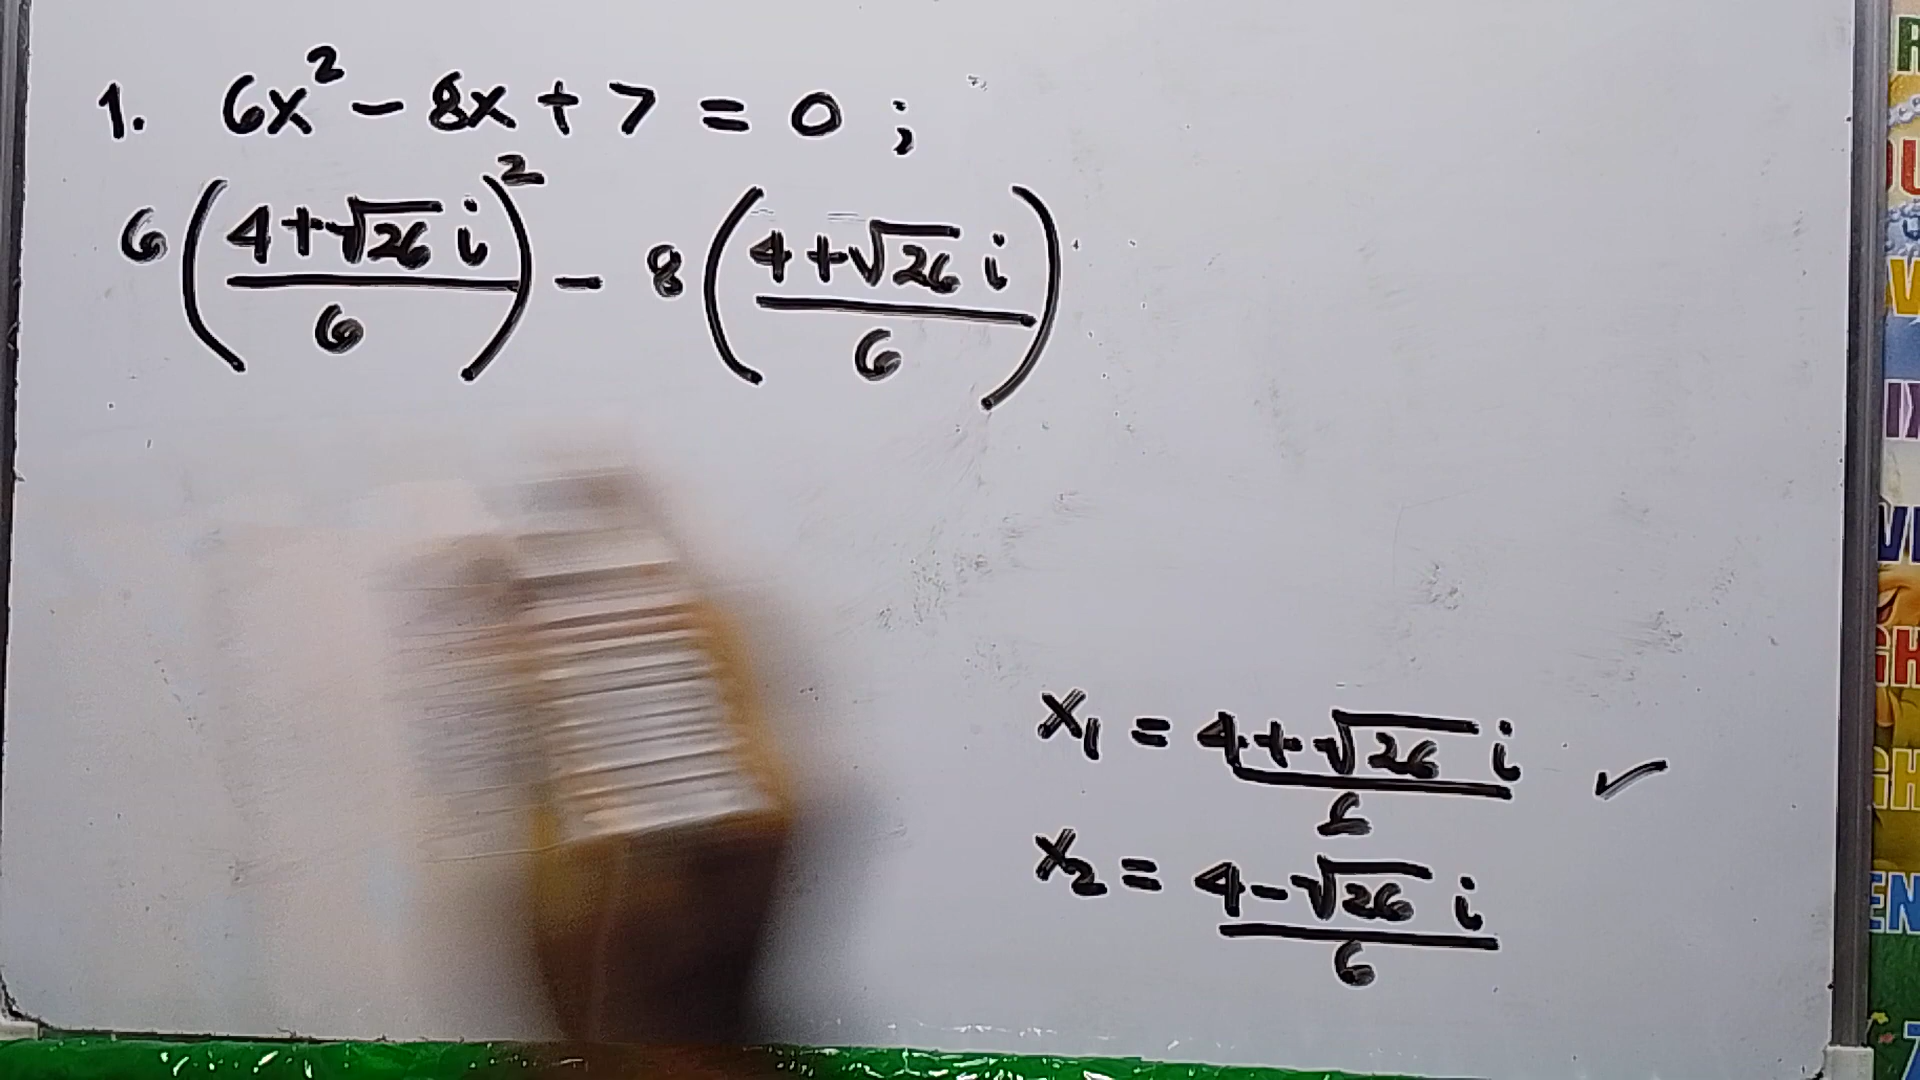 1. 6x² - 8x + 7 = 0 ;
6((4+√26 i)/6)² - 8((4+√26 i)/6)
x₁ = (4+√26 i)/6 ✓
x₂ = (4-√26 i)/6